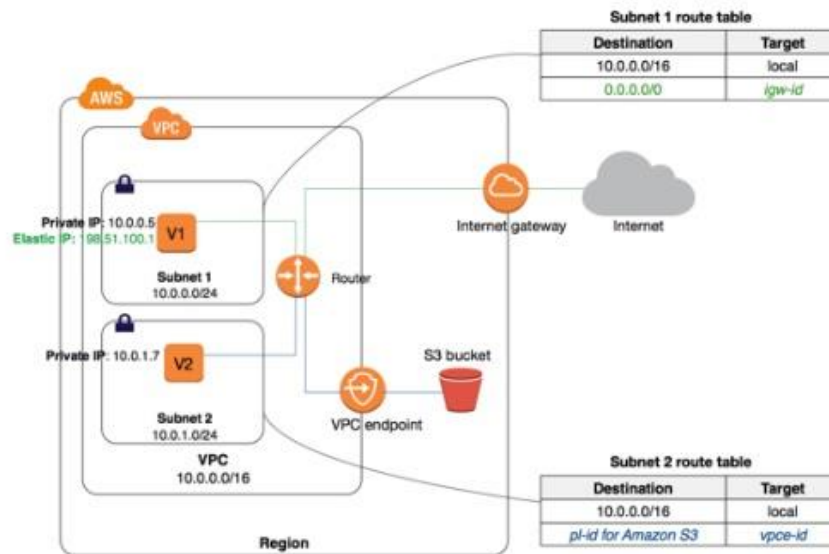 Subnet 1 route table
Destination Target
10.0.0.0/16 local
0.0.0.0/0 igw-id
AWS
VPC
Private IP: 10.0.0.5
Elastic IP: 198.51.100.1
V1
Subnet 1
10.0.0.0/24
Internet gateway
Internet
Router
Private IP: 10.0.1.7
V2
Subnet 2
10.0.1.0/24
S3 bucket
VPC endpoint
VPC
10.0.0.0/16
Region
Subnet 2 route table
Destination Target
10.0.0.0/16 local
pl-id for Amazon S3 vpce-id